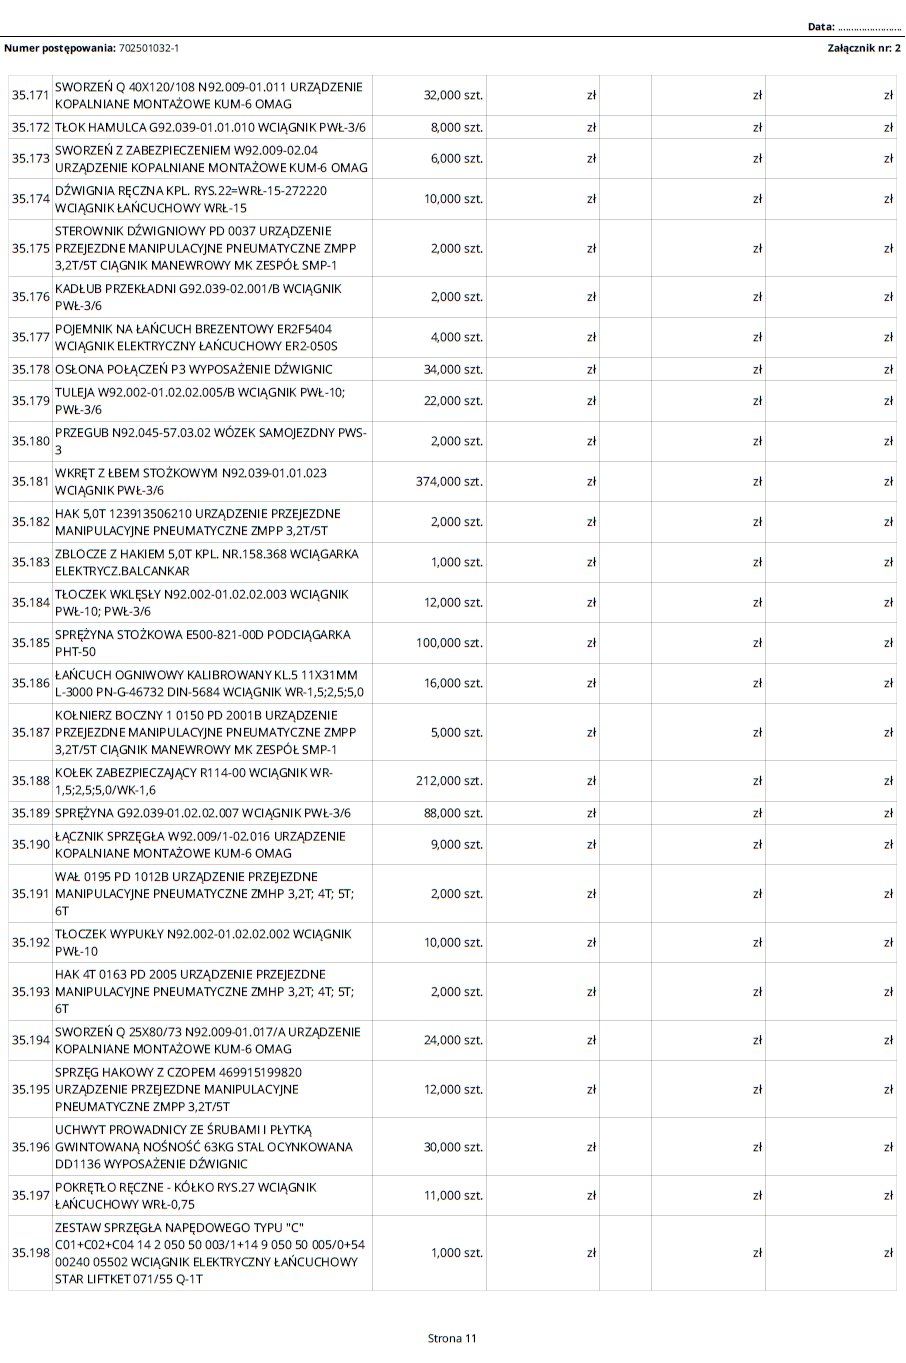 Data: ........................
Numer postępowania: 702501032-1
Załącznik nr: 2
35.171 SWORZEŃ Q 40X120/108 N92.009-01.011 URZĄDZENIE
KOPALNIANE MONTAŻOWE KUM-6 OMAG 32,000 szt. zł zł zł
35.172 TŁOK HAMULCA G92.039-01.01.010 WCIĄGNIK PWŁ-3/6 8,000 szt. zł zł zł
35.173 SWORZEŃ Z ZABEZPIECZENIEM W92.009-02.04
URZĄDZENIE KOPALNIANE MONTAŻOWE KUM-6 OMAG 6,000 szt. zł zł zł
35.174 DŹWIGNIA RĘCZNA KPL. RYS.22=WRŁ-15-272220
WCIĄGNIK ŁAŃCUCHOWY WRŁ-15 10,000 szt. zł zł zł
35.175 STEROWNIK DŹWIGNIOWY PD 0037 URZĄDZENIE
PRZEJEZDNE MANIPULACYJNE PNEUMATYCZNE ZMPP
3,2T/5T CIĄGNIK MANEWROWY MK ZESPÓŁ SMP-1 2,000 szt. zł zł zł
35.176 KADŁUB PRZEKŁADNI G92.039-02.001/B WCIĄGNIK
PWŁ-3/6 2,000 szt. zł zł zł
35.177 POJEMNIK NA ŁAŃCUCH BREZENTOWY ER2F5404
WCIĄGNIK ELEKTRYCZNY ŁAŃCUCHOWY ER2-050S 4,000 szt. zł zł zł
35.178 OSŁONA POŁĄCZEŃ P3 WYPOSAŻENIE DŹWIGNIC 34,000 szt. zł zł zł
35.179 TULEJA W92.002-01.02.02.005/B WCIĄGNIK PWŁ-10;
PWŁ-3/6 22,000 szt. zł zł zł
35.180 PRZEGUB N92.045-57.03.02 WÓZEK SAMOJEZDNY PWS-
3 2,000 szt. zł zł zł
35.181 WKRĘT Z ŁBEM STOŻKOWYM N92.039-01.01.023
WCIĄGNIK PWŁ-3/6 374,000 szt. zł zł zł
35.182 HAK 5,0T 123913506210 URZĄDZENIE PRZEJEZDNE
MANIPULACYJNE PNEUMATYCZNE ZMPP 3,2T/5T 2,000 szt. zł zł zł
35.183 ZBLOCZE Z HAKIEM 5,0T KPL. NR.158.368 WCIĄGARKA
ELEKTRYCZ.BALCANKAR 1,000 szt. zł zł zł
35.184 TŁOCZEK WKLĘSŁY N92.002-01.02.02.003 WCIĄGNIK
PWŁ-10; PWŁ-3/6 12,000 szt. zł zł zł
35.185 SPRĘŻYNA STOŻKOWA E500-821-00D PODCIĄGARKA
PHT-50 100,000 szt. zł zł zł
35.186 ŁAŃCUCH OGNIWOWY KALIBROWANY KL.5 11X31MM
L-3000 PN-G-46732 DIN-5684 WCIĄGNIK WR-1,5;2,5;5,0 16,000 szt. zł zł zł
35.187 KOŁNIERZ BOCZNY 1 0150 PD 2001B URZĄDZENIE
PRZEJEZDNE MANIPULACYJNE PNEUMATYCZNE ZMPP
3,2T/5T CIĄGNIK MANEWROWY MK ZESPÓŁ SMP-1 5,000 szt. zł zł zł
35.188 KOŁEK ZABEZPIECZAJĄCY R114-00 WCIĄGNIK WR-
1,5;2,5;5,0/WK-1,6 212,000 szt. zł zł zł
35.189 SPRĘŻYNA G92.039-01.02.02.007 WCIĄGNIK PWŁ-3/6 88,000 szt. zł zł zł
35.190 ŁĄCZNIK SPRZĘGŁA W92.009/1-02.016 URZĄDZENIE
KOPALNIANE MONTAŻOWE KUM-6 OMAG 9,000 szt. zł zł zł
35.191 WAŁ 0195 PD 1012B URZĄDZENIE PRZEJEZDNE
MANIPULACYJNE PNEUMATYCZNE ZMHP 3,2T; 4T; 5T;
6T 2,000 szt. zł zł zł
35.192 TŁOCZEK WYPUKŁY N92.002-01.02.02.002 WCIĄGNIK
PWŁ-10 10,000 szt. zł zł zł
35.193 HAK 4T 0163 PD 2005 URZĄDZENIE PRZEJEZDNE
MANIPULACYJNE PNEUMATYCZNE ZMHP 3,2T; 4T; 5T;
6T 2,000 szt. zł zł zł
35.194 SWORZEŃ Q 25X80/73 N92.009-01.017/A URZĄDZENIE
KOPALNIANE MONTAŻOWE KUM-6 OMAG 24,000 szt. zł zł zł
35.195 SPRZĘG HAKOWY Z CZOPEM 469915199820
URZĄDZENIE PRZEJEZDNE MANIPULACYJNE
PNEUMATYCZNE ZMPP 3,2T/5T 12,000 szt. zł zł zł
35.196 UCHWYT PROWADNICY ZE ŚRUBAMI I PŁYTKĄ
GWINTOWANĄ NOŚNOŚĆ 63KG STAL OCYNKOWANA
DD1136 WYPOSAŻENIE DŹWIGNIC 30,000 szt. zł zł zł
35.197 POKRĘTŁO RĘCZNE - KÓŁKO RYS.27 WCIĄGNIK
ŁAŃCUCHOWY WRŁ-0,75 11,000 szt. zł zł zł
35.198 ZESTAW SPRZĘGŁA NAPĘDOWEGO TYPU "C"
C01+C02+C04 14 2 050 50 003/1+14 9 050 50 005/0+54
00240 05502 WCIĄGNIK ELEKTRYCZNY ŁAŃCUCHOWY
STAR LIFTKET 071/55 Q-1T 1,000 szt. zł zł zł
Strona 11